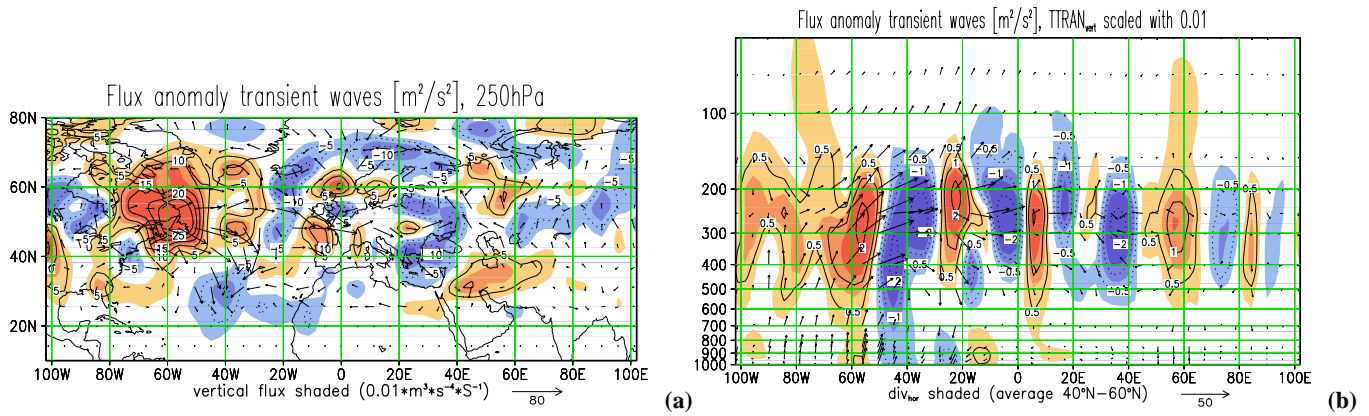 Flux anomaly transient waves [m²/s²], 250hPa
80N
60N
40N
20N
100W 80W 60W 40W 20W 0 20E 40E 60E 80E 100E
vertical flux shaded (0.01*m³*s⁻⁴*S⁻¹)
80
(a)
Flux anomaly transient waves [m²/s²], TTRANvert scaled with 0.01
100
200
300
400
500
600
700
800
900
1000
100W 80W 60W 40W 20W 0 20E 40E 60E 80E 100E
divhor shaded (average 40°N–60°N)
50
(b)